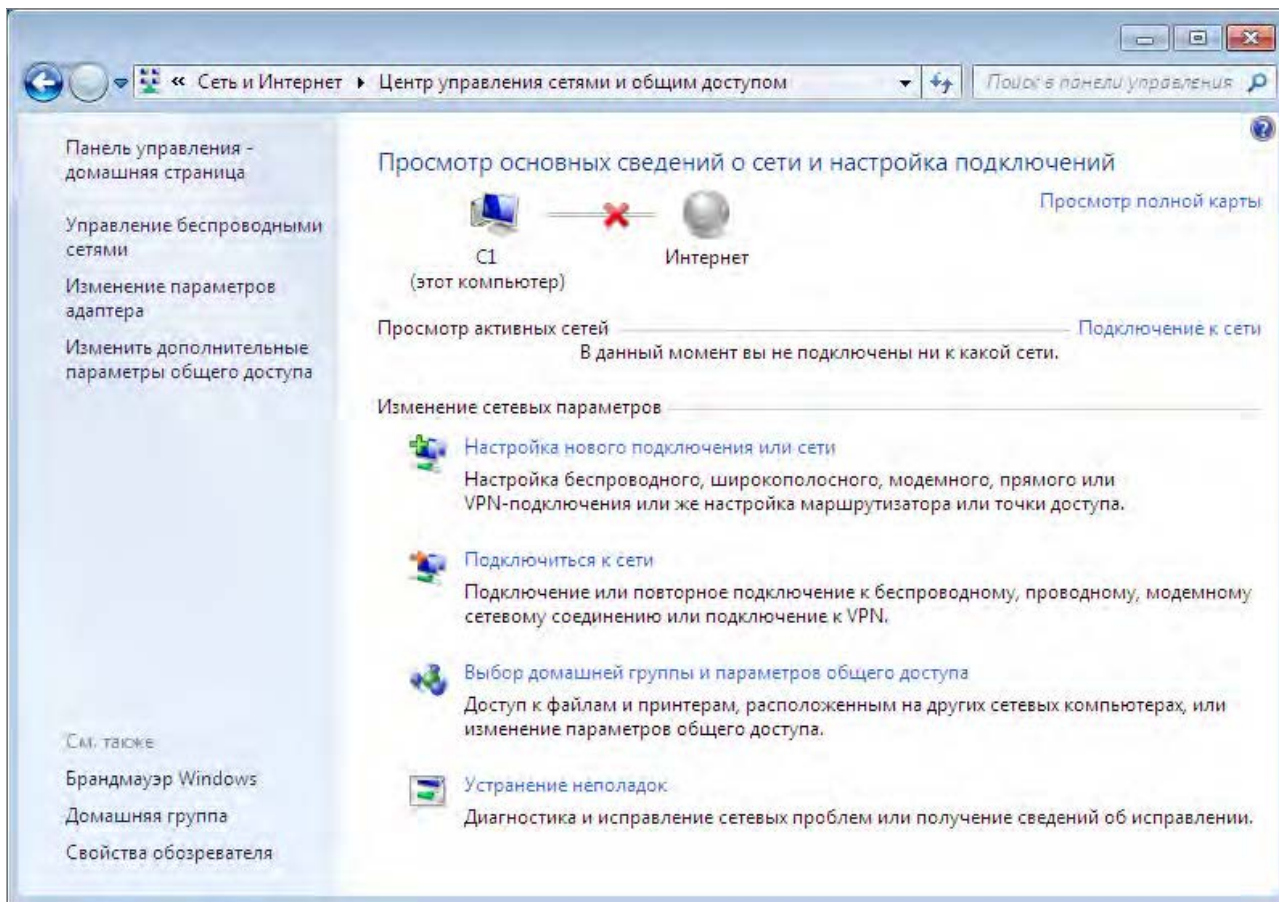 « Сеть и Интернет ▸ Центр управления сетями и общим доступом
Поиск в панели управления
Панель управления -
домашняя страница
Управление беспроводными
сетями
Изменение параметров
адаптера
Изменить дополнительные
параметры общего доступа
См. также
Брандмауэр Windows
Домашняя группа
Свойства обозревателя
Просмотр основных сведений о сети и настройка подключений
Просмотр полной карты
C1
(этот компьютер)
Интернет
Просмотр активных сетей
Подключение к сети
В данный момент вы не подключены ни к какой сети.
Изменение сетевых параметров
Настройка нового подключения или сети
Настройка беспроводного, широкополосного, модемного, прямого или
VPN-подключения или же настройка маршрутизатора или точки доступа.
Подключиться к сети
Подключение или повторное подключение к беспроводному, проводному, модемному
сетевому соединению или подключение к VPN.
Выбор домашней группы и параметров общего доступа
Доступ к файлам и принтерам, расположенным на других сетевых компьютерах, или
изменение параметров общего доступа.
Устранение неполадок
Диагностика и исправление сетевых проблем или получение сведений об исправлении.